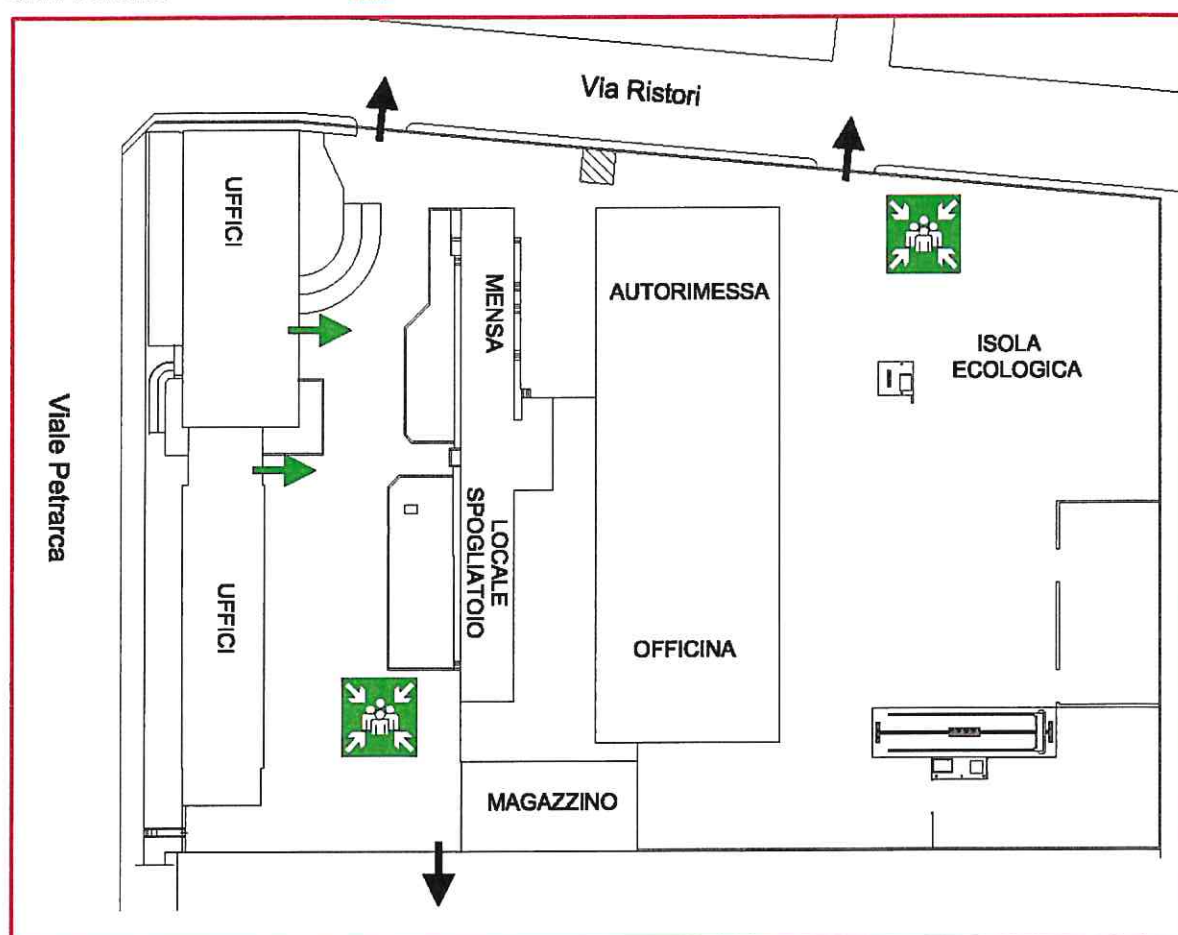 Via Ristori
UFFICI
MENSA
AUTORIMESSA
ISOLA
ECOLOGICA
Viale Petrarca
LOCALE
SPOGLIATOIO
UFFICI
OFFICINA
MAGAZZINO